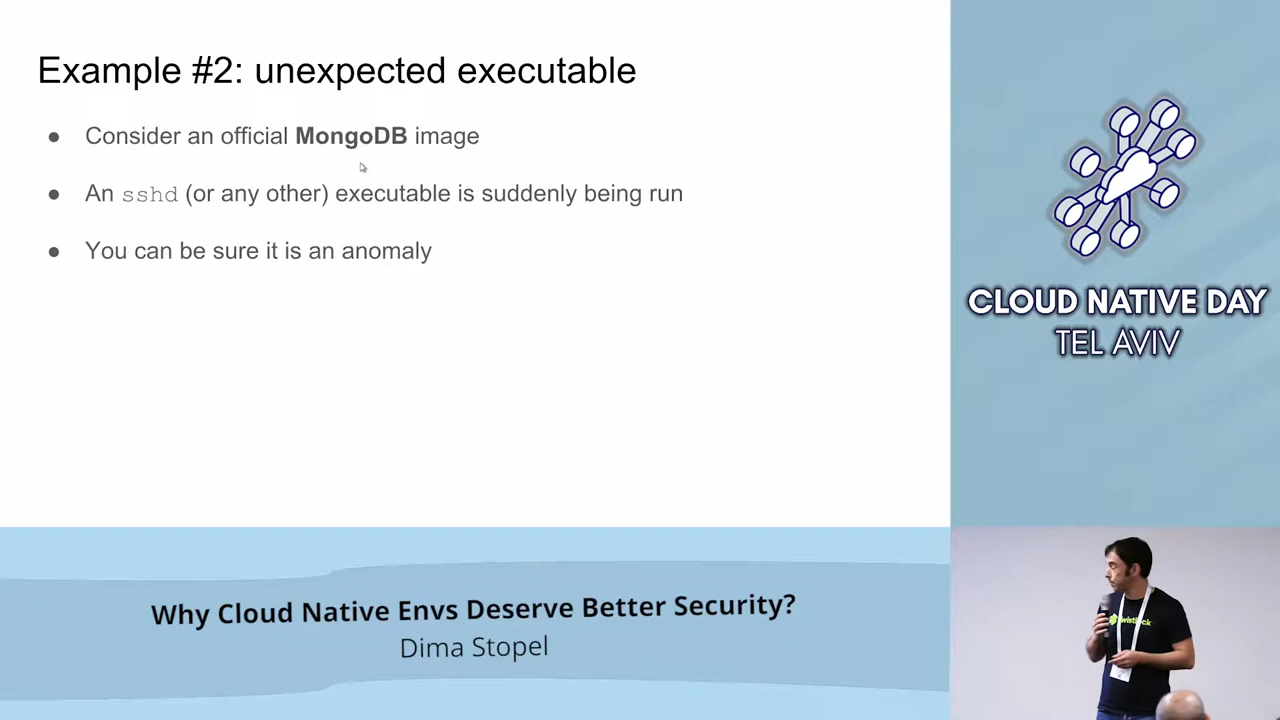 Example #2: unexpected executable
● Consider an official MongoDB image
● An sshd (or any other) executable is suddenly being run
● You can be sure it is an anomaly
CLOUD NATIVE DAY
TEL AVIV
Why Cloud Native Envs Deserve Better Security?
Dima Stopel